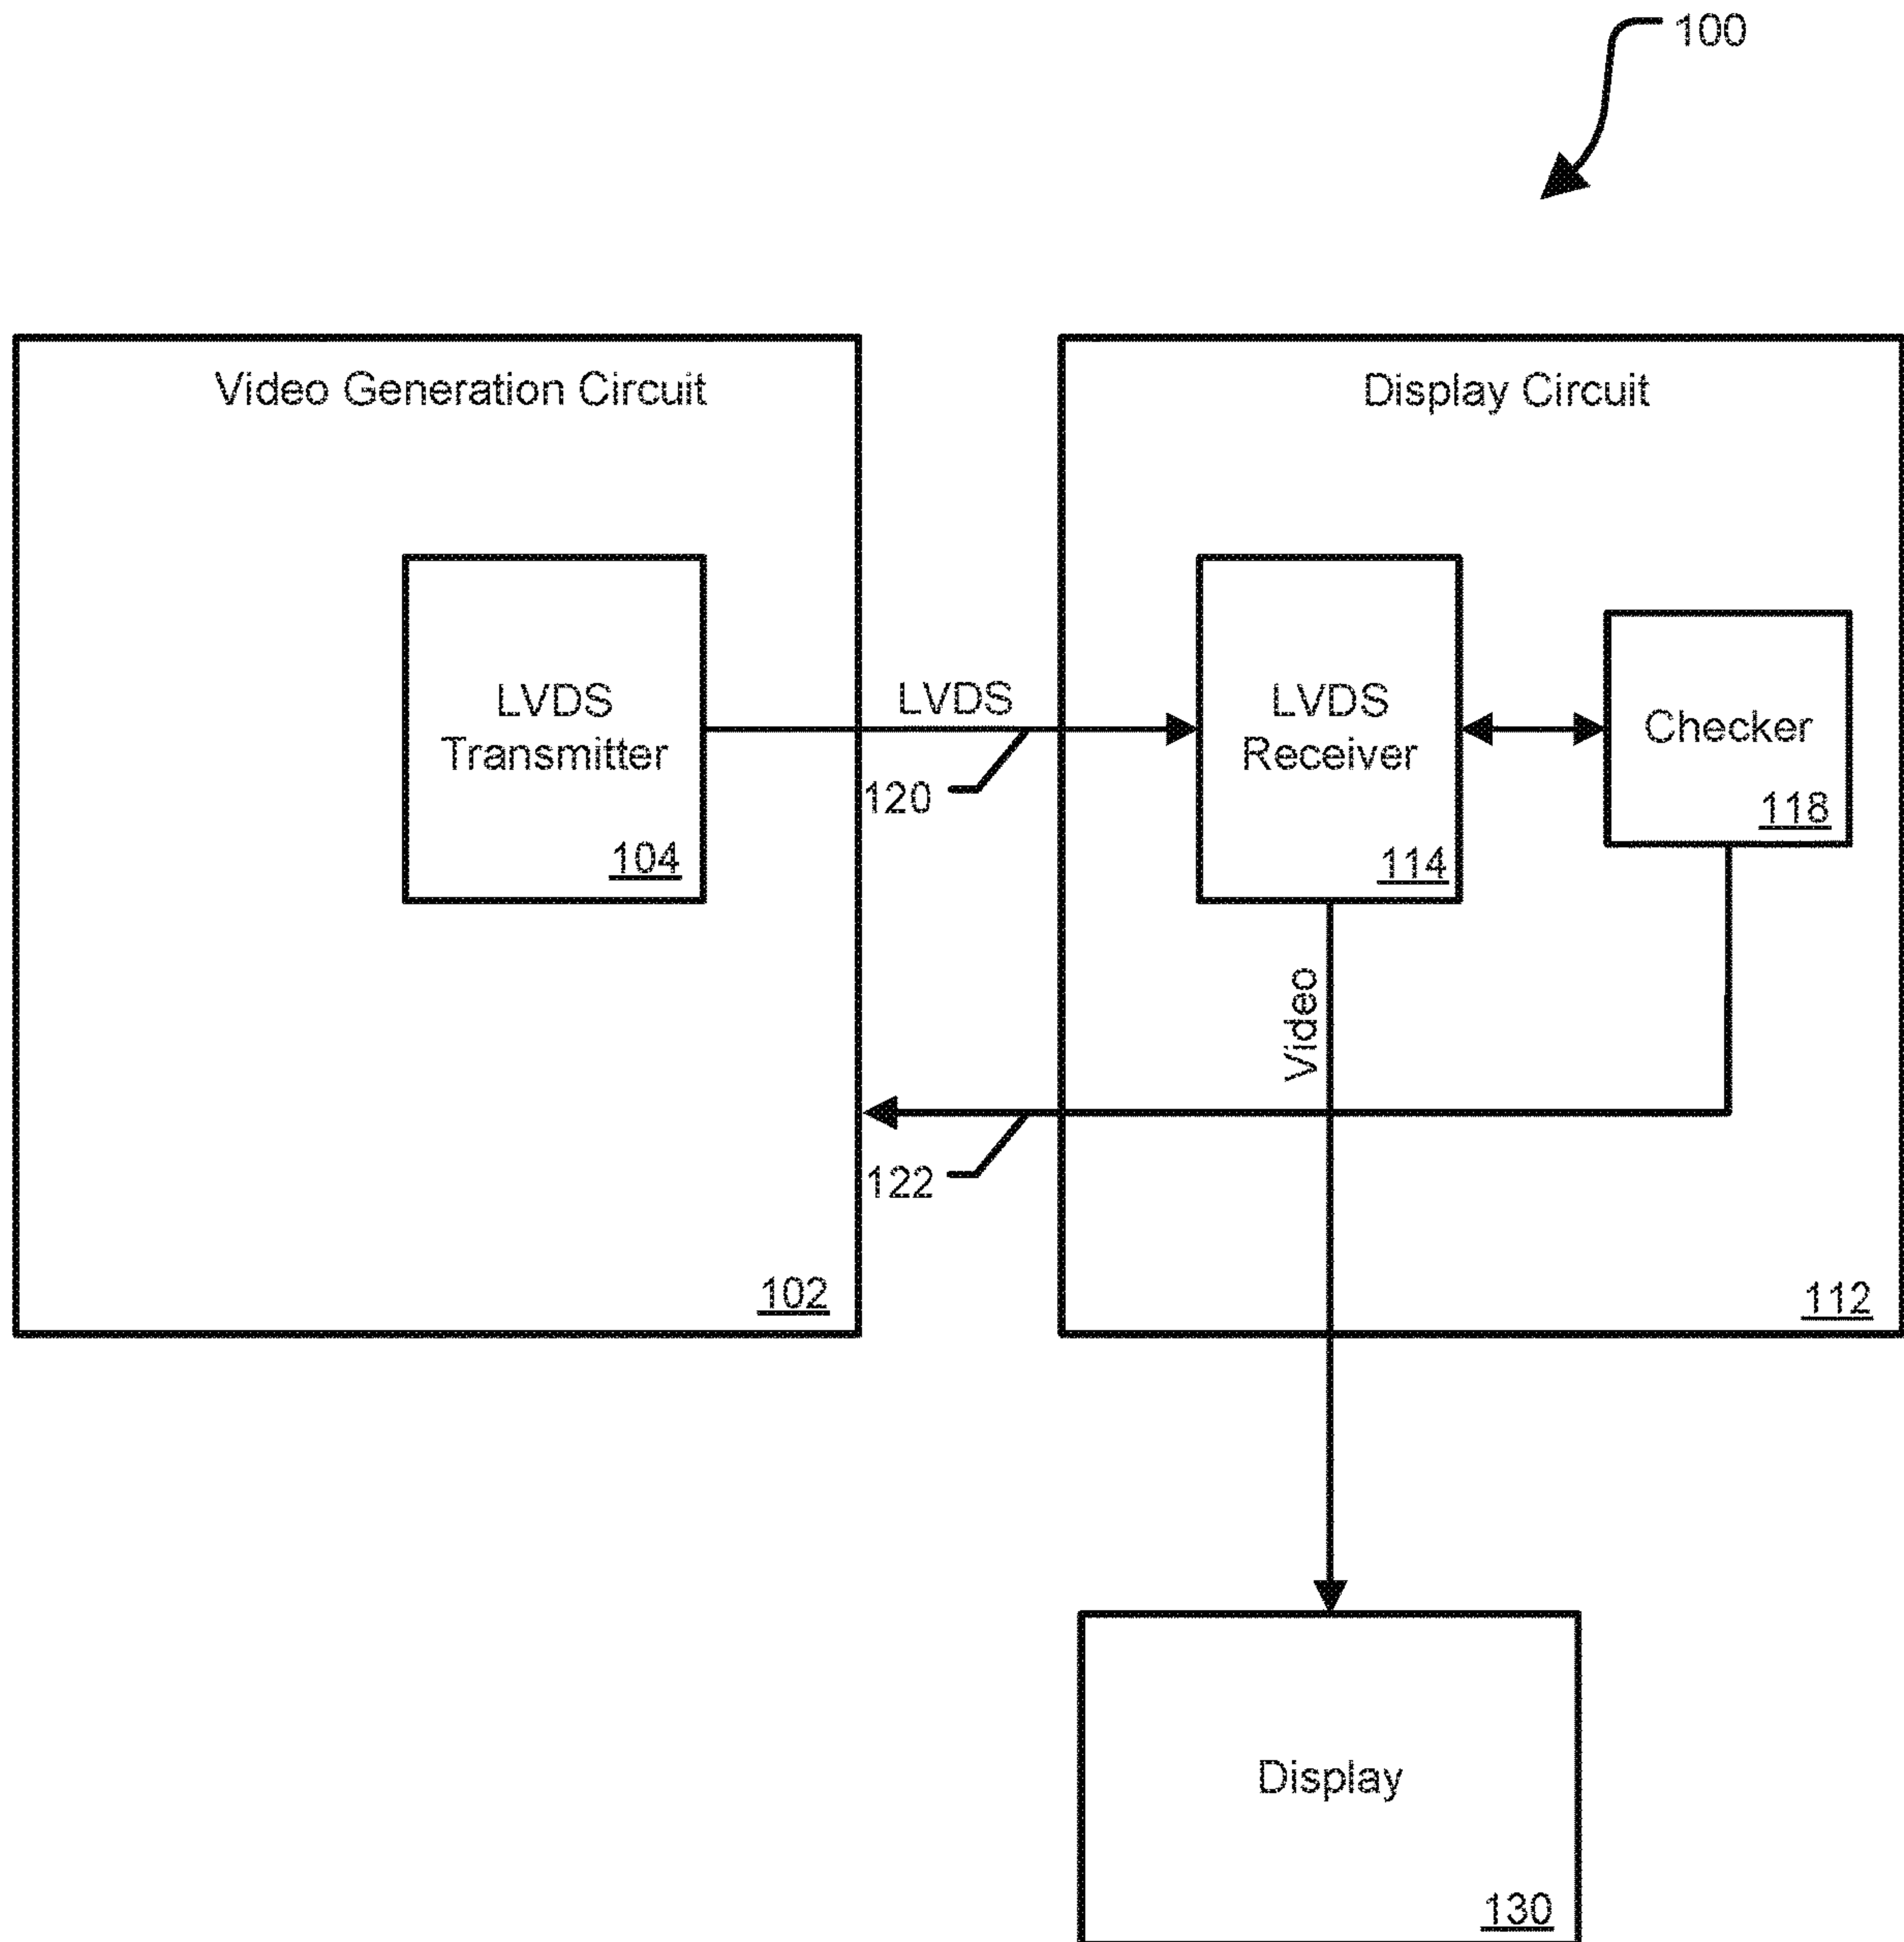 100
Video Generation Circuit
Display Circuit
LVDS
Transmitter
104
LVDS
120
LVDS
Receiver
114
Checker
118
Video
122
102
112
Display
130